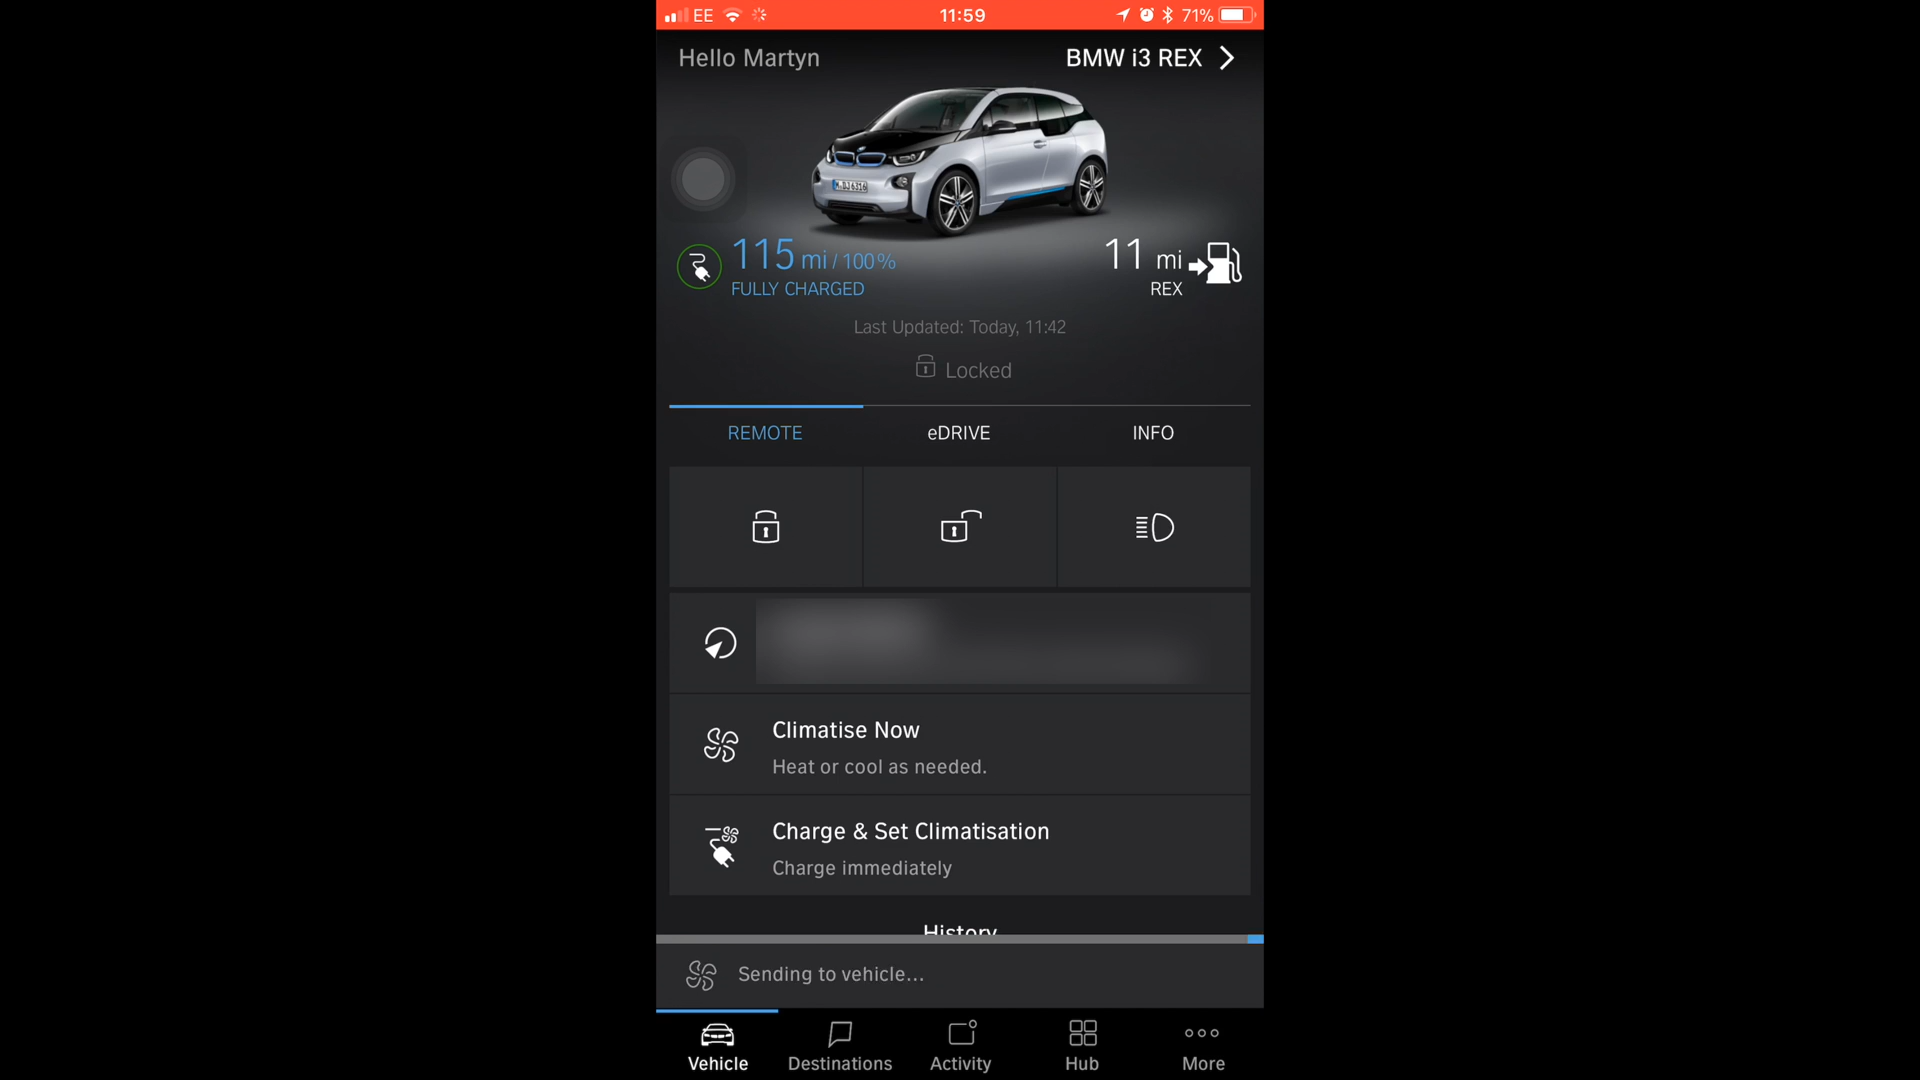 EE 11:59 71%
Hello Martyn BMW i3 REX
115 mi / 100% 11 mi
FULLY CHARGED REX
Last Updated: Today, 11:42
Locked
REMOTE eDRIVE INFO
Climatise Now
Heat or cool as needed.
Charge & Set Climatisation
Charge immediately
History
Sending to vehicle...
Vehicle Destinations Activity Hub More